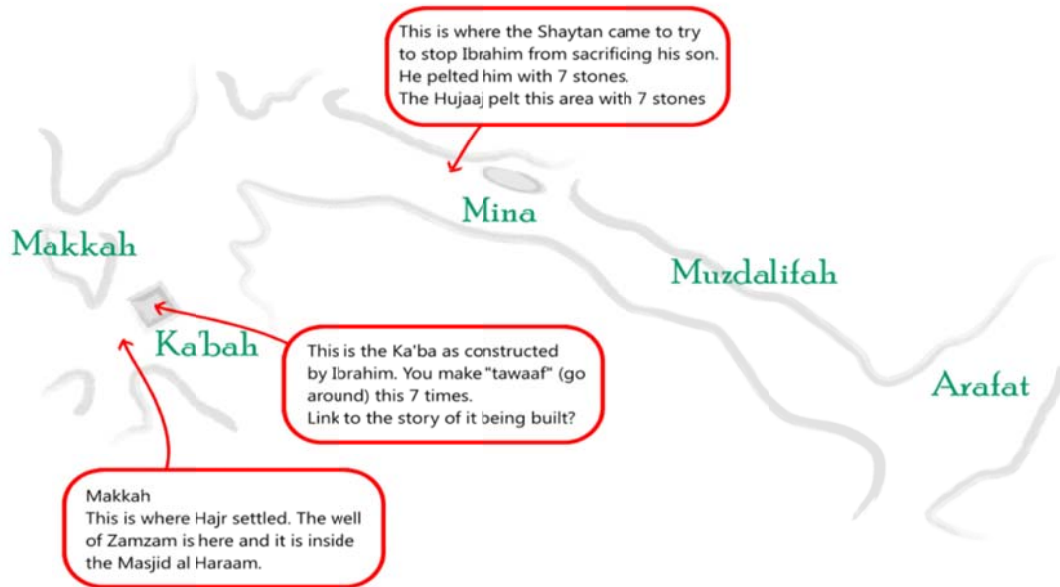 This is where the Shaytan came to try
to stop Ibrahim from sacrificing his son.
He pelted him with 7 stones.
The Hujaaj pelt this area with 7 stones
Mina
Makkah
Muzdalifah
Ka'bah
This is the Ka'ba as constructed
by Ibrahim. You make "tawaaf" (go
around) this 7 times.
Link to the story of it being built?
Arafat
Makkah
This is where Hajr settled. The well
of Zamzam is here and it is inside
the Masjid al Haraam.